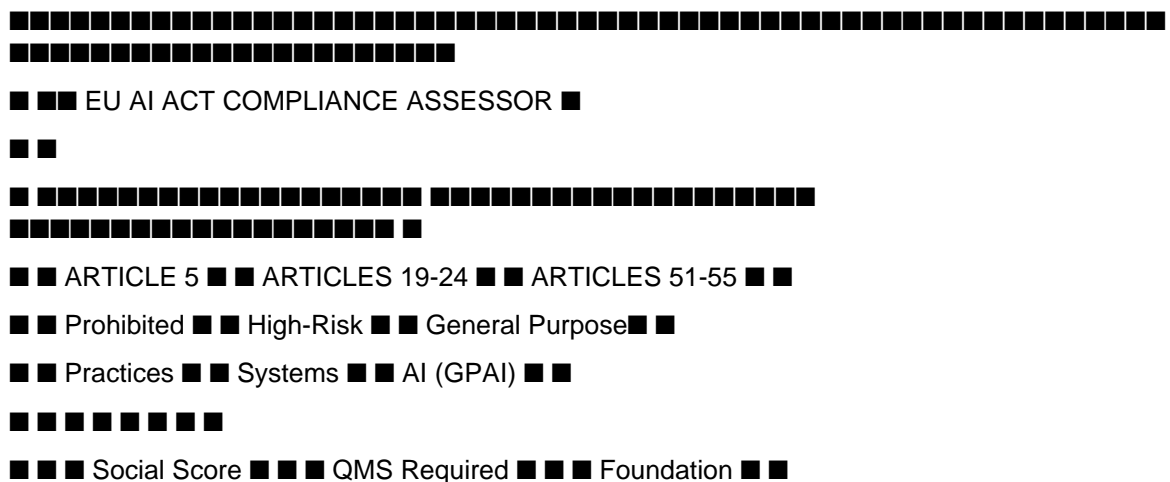 ■■■■■■■■■■■■■■■■■■■■■■■■■■■■■■■■■■■■■■■■■■■■■■■■■■■■■■■■■
■■■■■■■■■■■■■■■■■■■■■■
■ ■■ EU AI ACT COMPLIANCE ASSESSOR ■
■ ■
■ ■■■■■■■■■■■■■■■■■■■ ■■■■■■■■■■■■■■■■■■■
■■■■■■■■■■■■■■■■■■■ ■
■ ■ ARTICLE 5 ■ ■ ARTICLES 19-24 ■ ■ ARTICLES 51-55 ■ ■
■ ■ Prohibited ■ ■ High-Risk ■ ■ General Purpose■ ■
■ ■ Practices ■ ■ Systems ■ ■ AI (GPAI) ■ ■
■ ■ ■ ■ ■ ■ ■ ■
■ ■ ■ Social Score ■ ■ ■ QMS Required ■ ■ ■ Foundation ■ ■